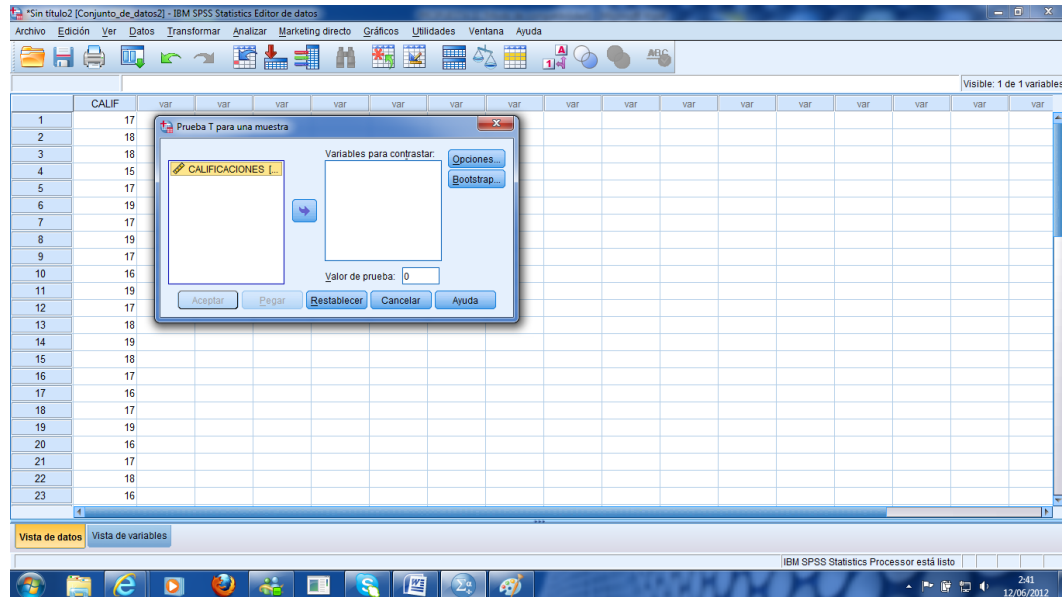 *Sin título2 [Conjunto_de_datos2] - IBM SPSS Statistics Editor de datos
Archivo Edición Ver Datos Transformar Analizar Marketing directo Gráficos Utilidades Ventana Ayuda
Visible: 1 de 1 variables
CALIF var var var var var var var var var var var var var var var
1 17
2 18
3 18
4 15
5 17
6 19
7 17
8 19
9 17
10 16
11 19
12 17
13 18
14 19
15 18
16 17
17 16
18 17
19 19
20 16
21 17
22 18
23 16
Prueba T para una muestra
CALIFICACIONES [...
Variables para contrastar:
Opciones...
Bootstrap...
Valor de prueba: 0
Aceptar Pegar Restablecer Cancelar Ayuda
Vista de datos Vista de variables
IBM SPSS Statistics Processor está listo
2:41
12/06/2012